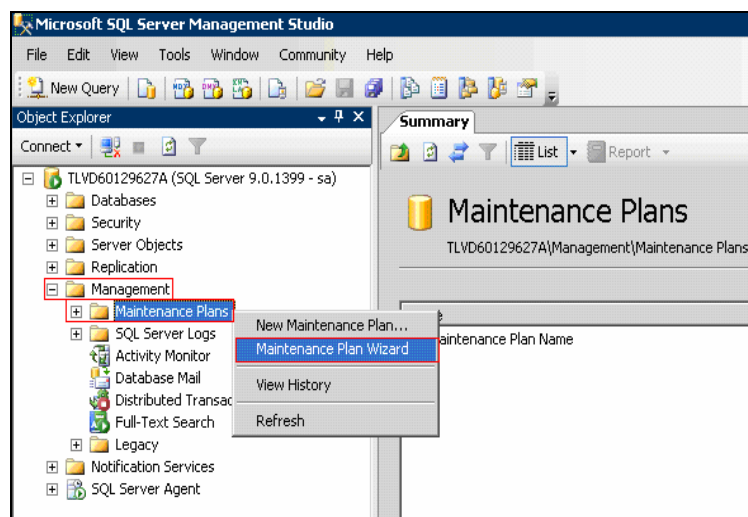 Microsoft SQL Server Management Studio
File Edit View Tools Window Community Help
New Query
Object Explorer
Connect
TLVD60129627A (SQL Server 9.0.1399 - sa)
Databases
Security
Server Objects
Replication
Management
Maintenance Plans
SQL Server Logs
Activity Monitor
Database Mail
Distributed Transac
Full-Text Search
Legacy
Notification Services
SQL Server Agent
New Maintenance Plan...
Maintenance Plan Wizard
View History
Refresh
Summary
List Report
Maintenance Plans
TLVD60129627A\Management\Maintenance Plans
aintenance Plan Name